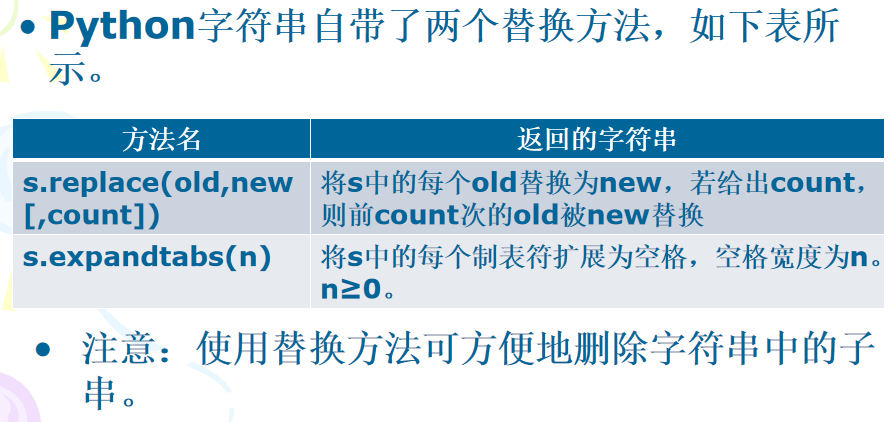 • Python字符串自带了两个替换方法，如下表所
示。
方法名
返回的字符串
s.replace(old,new
[,count])
将s中的每个old替换为new，若给出count，
则前count次的old被new替换
s.expandtabs(n)
将s中的每个制表符扩展为空格，空格宽度为n。
n≥0。
• 注意：使用替换方法可方便地删除字符串中的子
串。